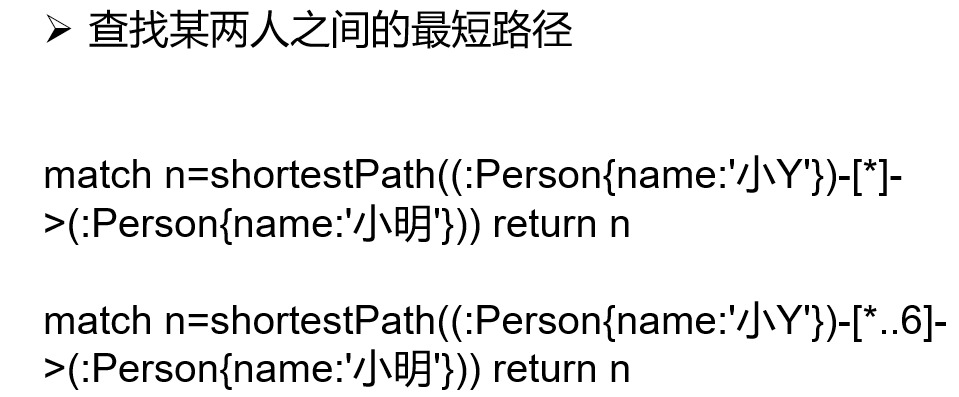 ➢ 查找某两人之间的最短路径
match n=shortestPath((:Person{name:'小Y'})-[*]-
>(:Person{name:'小明'})) return n
match n=shortestPath((:Person{name:'小Y'})-[*..6]-
>(:Person{name:'小明'})) return n